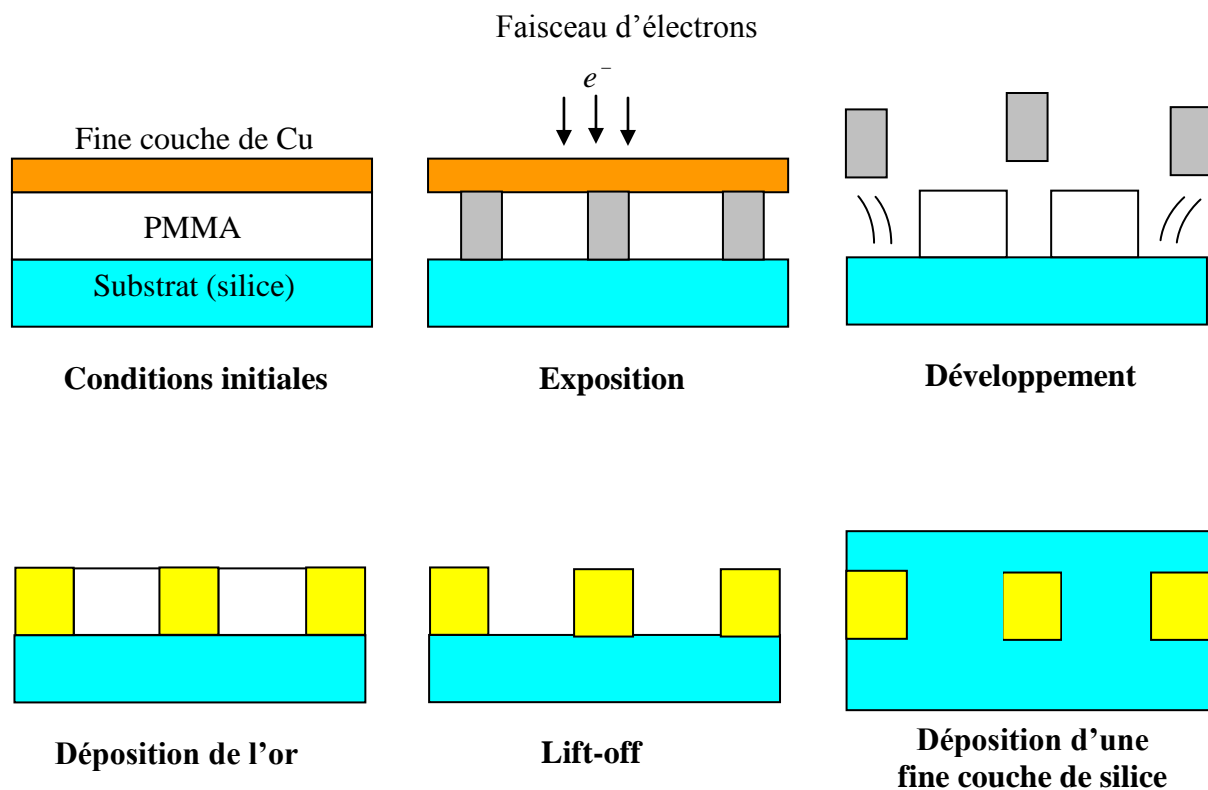 Faisceau d'électrons
e⁻
Fine couche de Cu
PMMA
Substrat (silice)
Conditions initiales
Exposition
Développement
Déposition de l'or
Lift-off
Déposition d'une
fine couche de silice